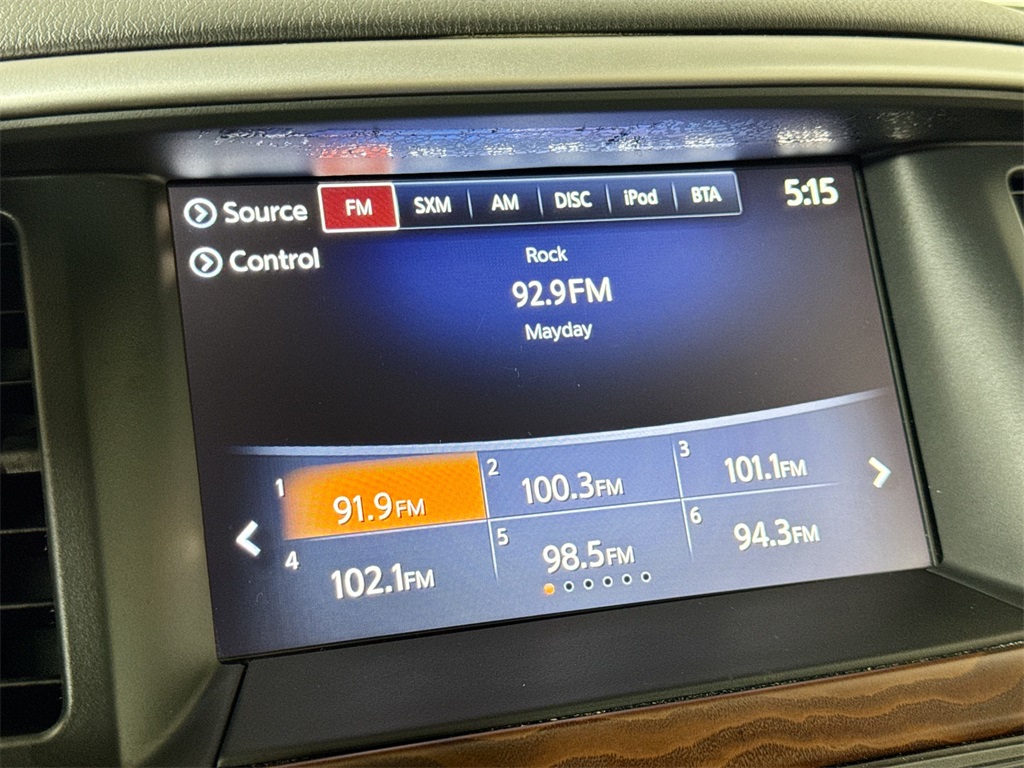 Source FM SXM AM DISC iPod BTA 5:15
Control
Rock
92.9FM
Mayday
1 91.9FM 2 100.3FM 3 101.1FM
4 102.1FM 5 98.5FM 6 94.3FM